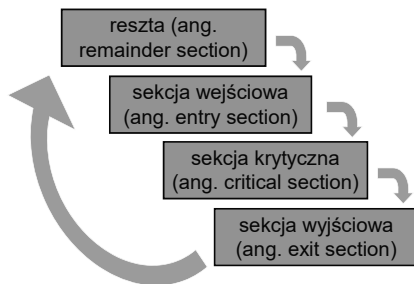 reszta (ang.
remainder section)
sekcja wejściowa
(ang. entry section)
sekcja krytyczna
(ang. critical section)
sekcja wyjściowa
(ang. exit section)